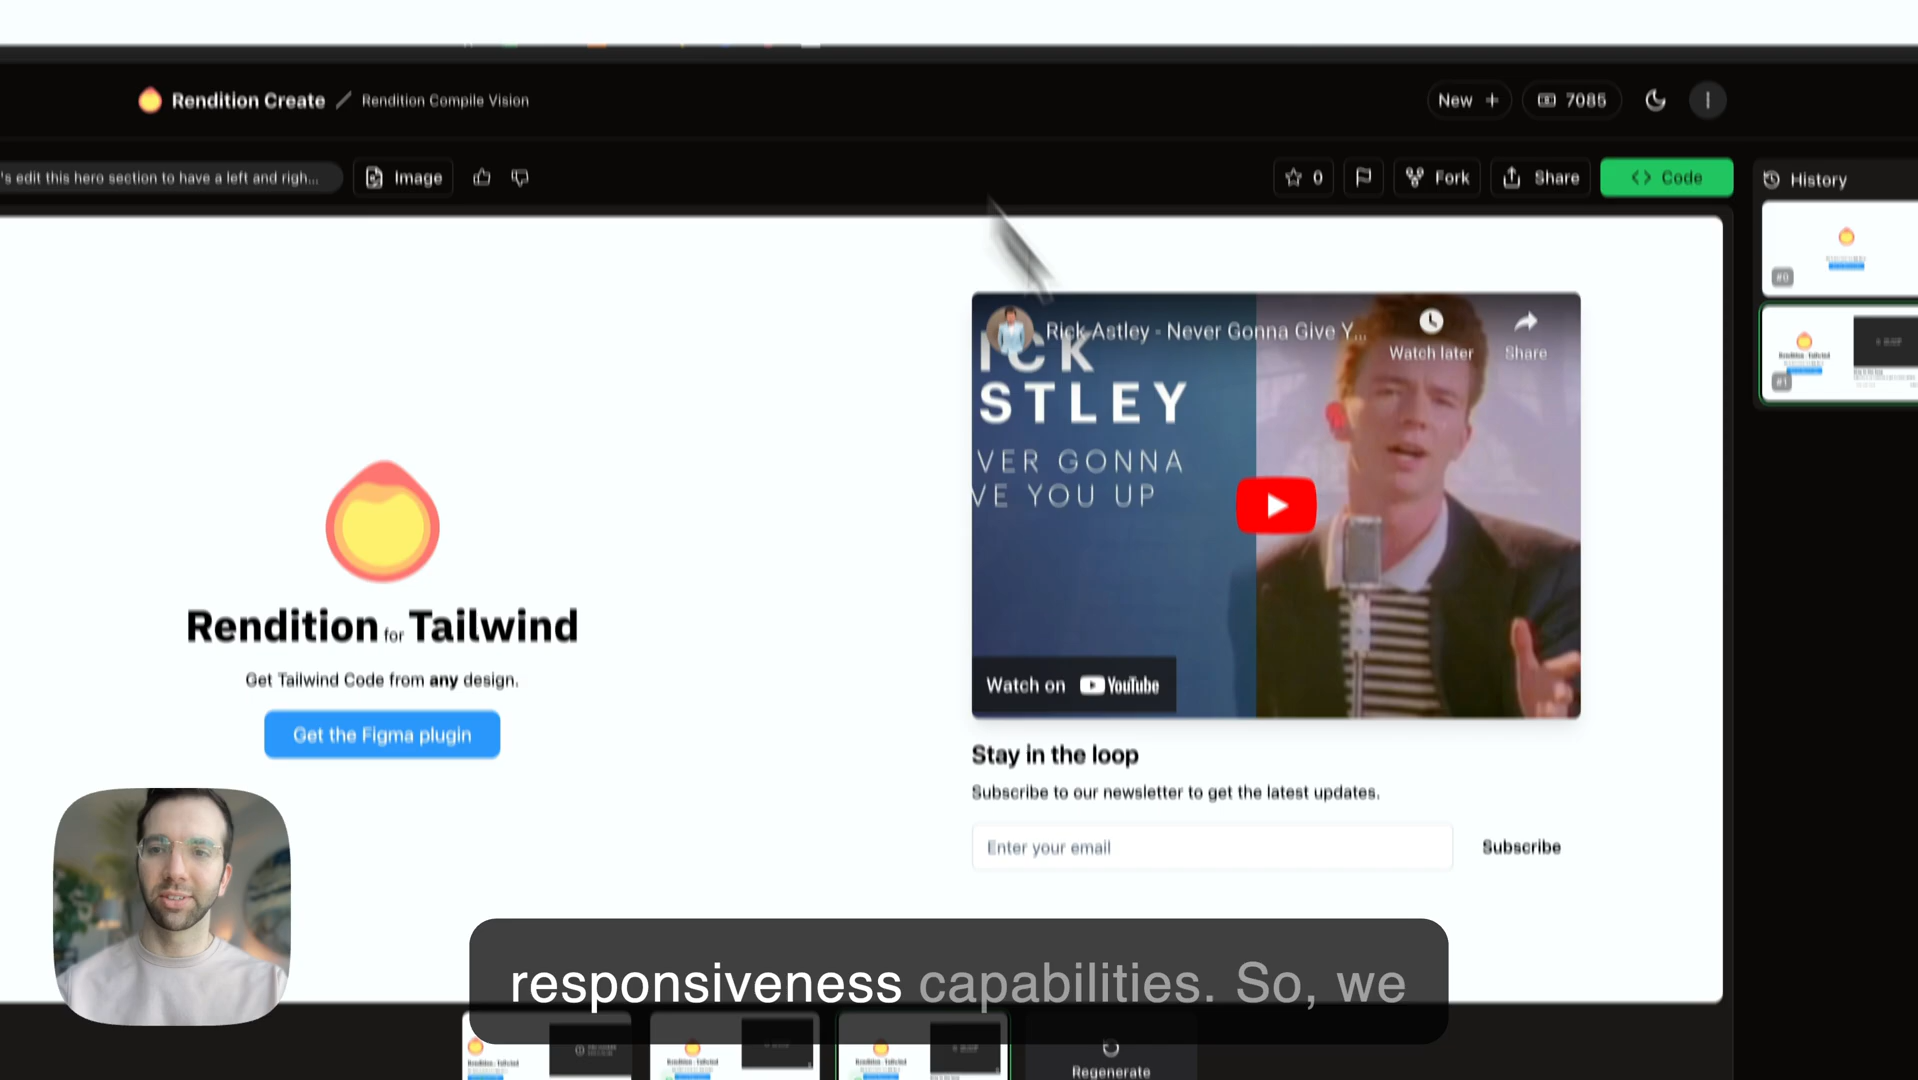 Rendition Create / Rendition Compile Vision
New + 7085
's edit this hero section to have a left and righ...
Image
0
Fork
Share
<> Code
History
#0
#1
Rick Astley - Never Gonna Give Y...
Watch later
Share
ICK
STLEY
VER GONNA
VE YOU UP
Watch on YouTube
Rendition for Tailwind
Get Tailwind Code from any design.
Get the Figma plugin
Stay in the loop
Subscribe to our newsletter to get the latest updates.
Enter your email
Subscribe
responsiveness capabilities. So, we
Regenerate